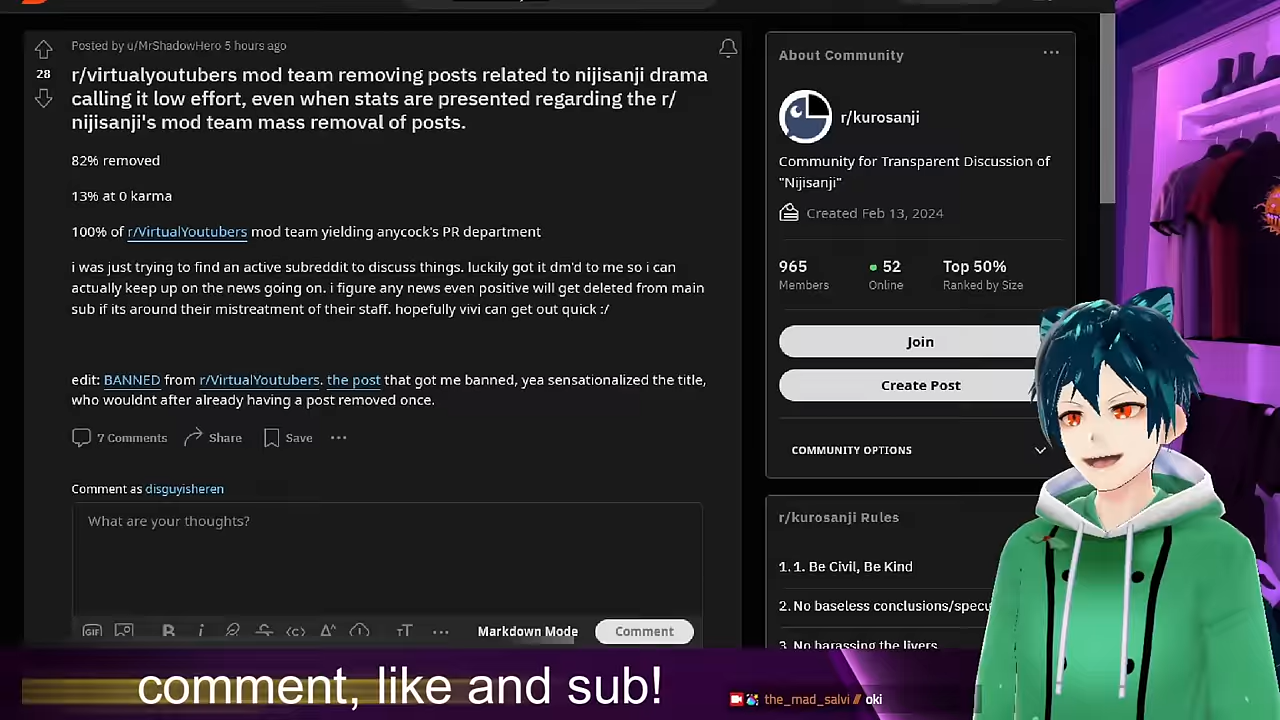 Posted by u/MrShadowHero 5 hours ago
28
r/virtualyoutubers mod team removing posts related to nijisanji drama
calling it low effort, even when stats are presented regarding the r/
nijisanji's mod team mass removal of posts.
82% removed
13% at 0 karma
100% of r/VirtualYoutubers mod team yielding anycock's PR department
i was just trying to find an active subreddit to discuss things. luckily got it dm'd to me so i can
actually keep up on the news going on. i figure any news even positive will get deleted from main
sub if its around their mistreatment of their staff. hopefully vivi can get out quick :/
edit: BANNED from r/VirtualYoutubers. the post that got me banned, yea sensationalized the title,
who wouldnt after already having a post removed once.
7 Comments Share Save
Comment as disguyisheren
What are your thoughts?
GIF B i T^ tT Markdown Mode Comment
About Community
r/kurosanji
Community for Transparent Discussion of
"Nijisanji"
Created Feb 13, 2024
965 52 Top 50%
Members Online Ranked by Size
Join
Create Post
COMMUNITY OPTIONS
r/kurosanji Rules
1. 1. Be Civil, Be Kind
2. No baseless conclusions/specu
3. No harassing the livers
comment, like and sub!
the_mad_salvi // oki